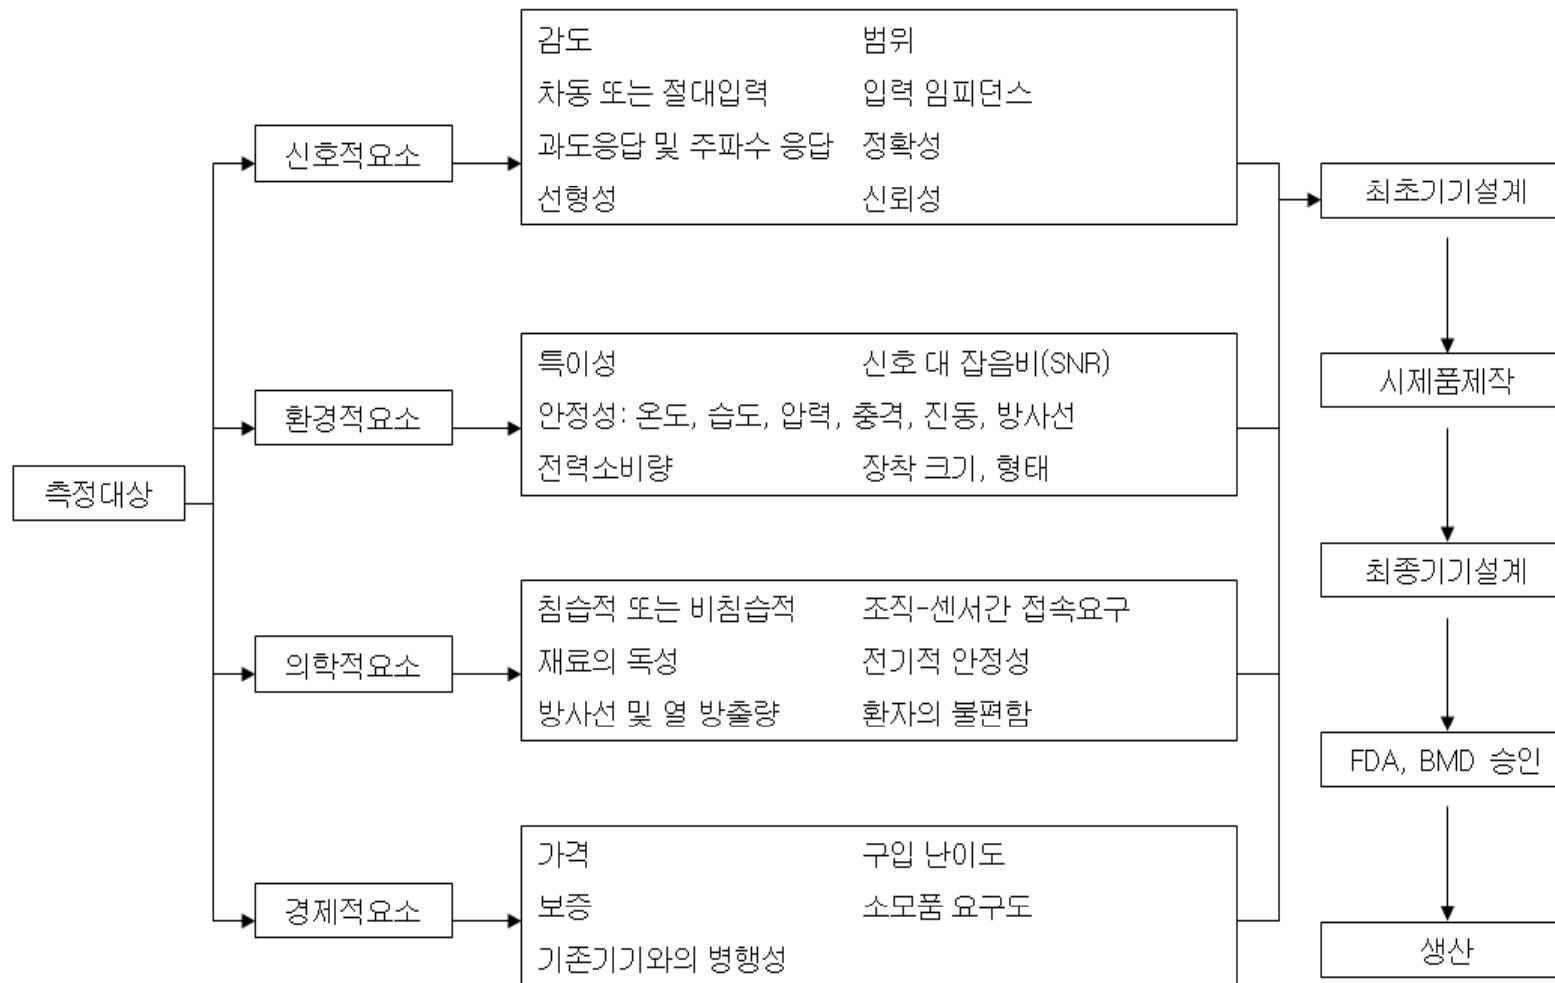 측정대상
신호적요소
감도 범위
차동 또는 절대입력 입력 임피던스
과도응답 및 주파수 응답 정확성
선형성 신뢰성
환경적요소
특이성 신호 대 잡음비(SNR)
안정성: 온도, 습도, 압력, 충격, 진동, 방사선
전력소비량 장착 크기, 형태
의학적요소
침습적 또는 비침습적 조직-센서간 접속요구
재료의 독성 전기적 안정성
방사선 및 열 방출량 환자의 불편함
경제적요소
가격 구입 난이도
보증 소모품 요구도
기존기기와의 병행성
최초기기설계
시제품제작
최종기기설계
FDA, BMD 승인
생산